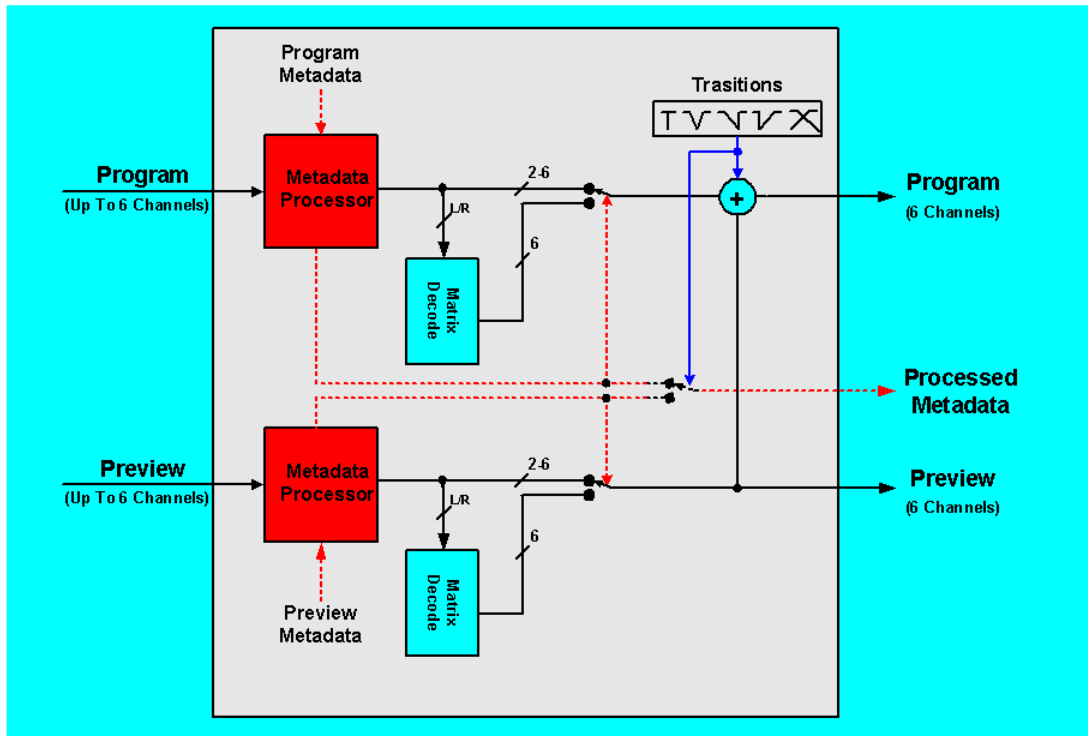 Program
Metadata
Trasitions
Program
(Up To 6 Channels)
Metadata
Processor
2-6
L/R
6
Matrix
Decode
+
Program
(6 Channels)
Processed
Metadata
Preview
(Up To 6 Channels)
Metadata
Processor
2-6
L/R
6
Matrix
Decode
Preview
(6 Channels)
Preview
Metadata